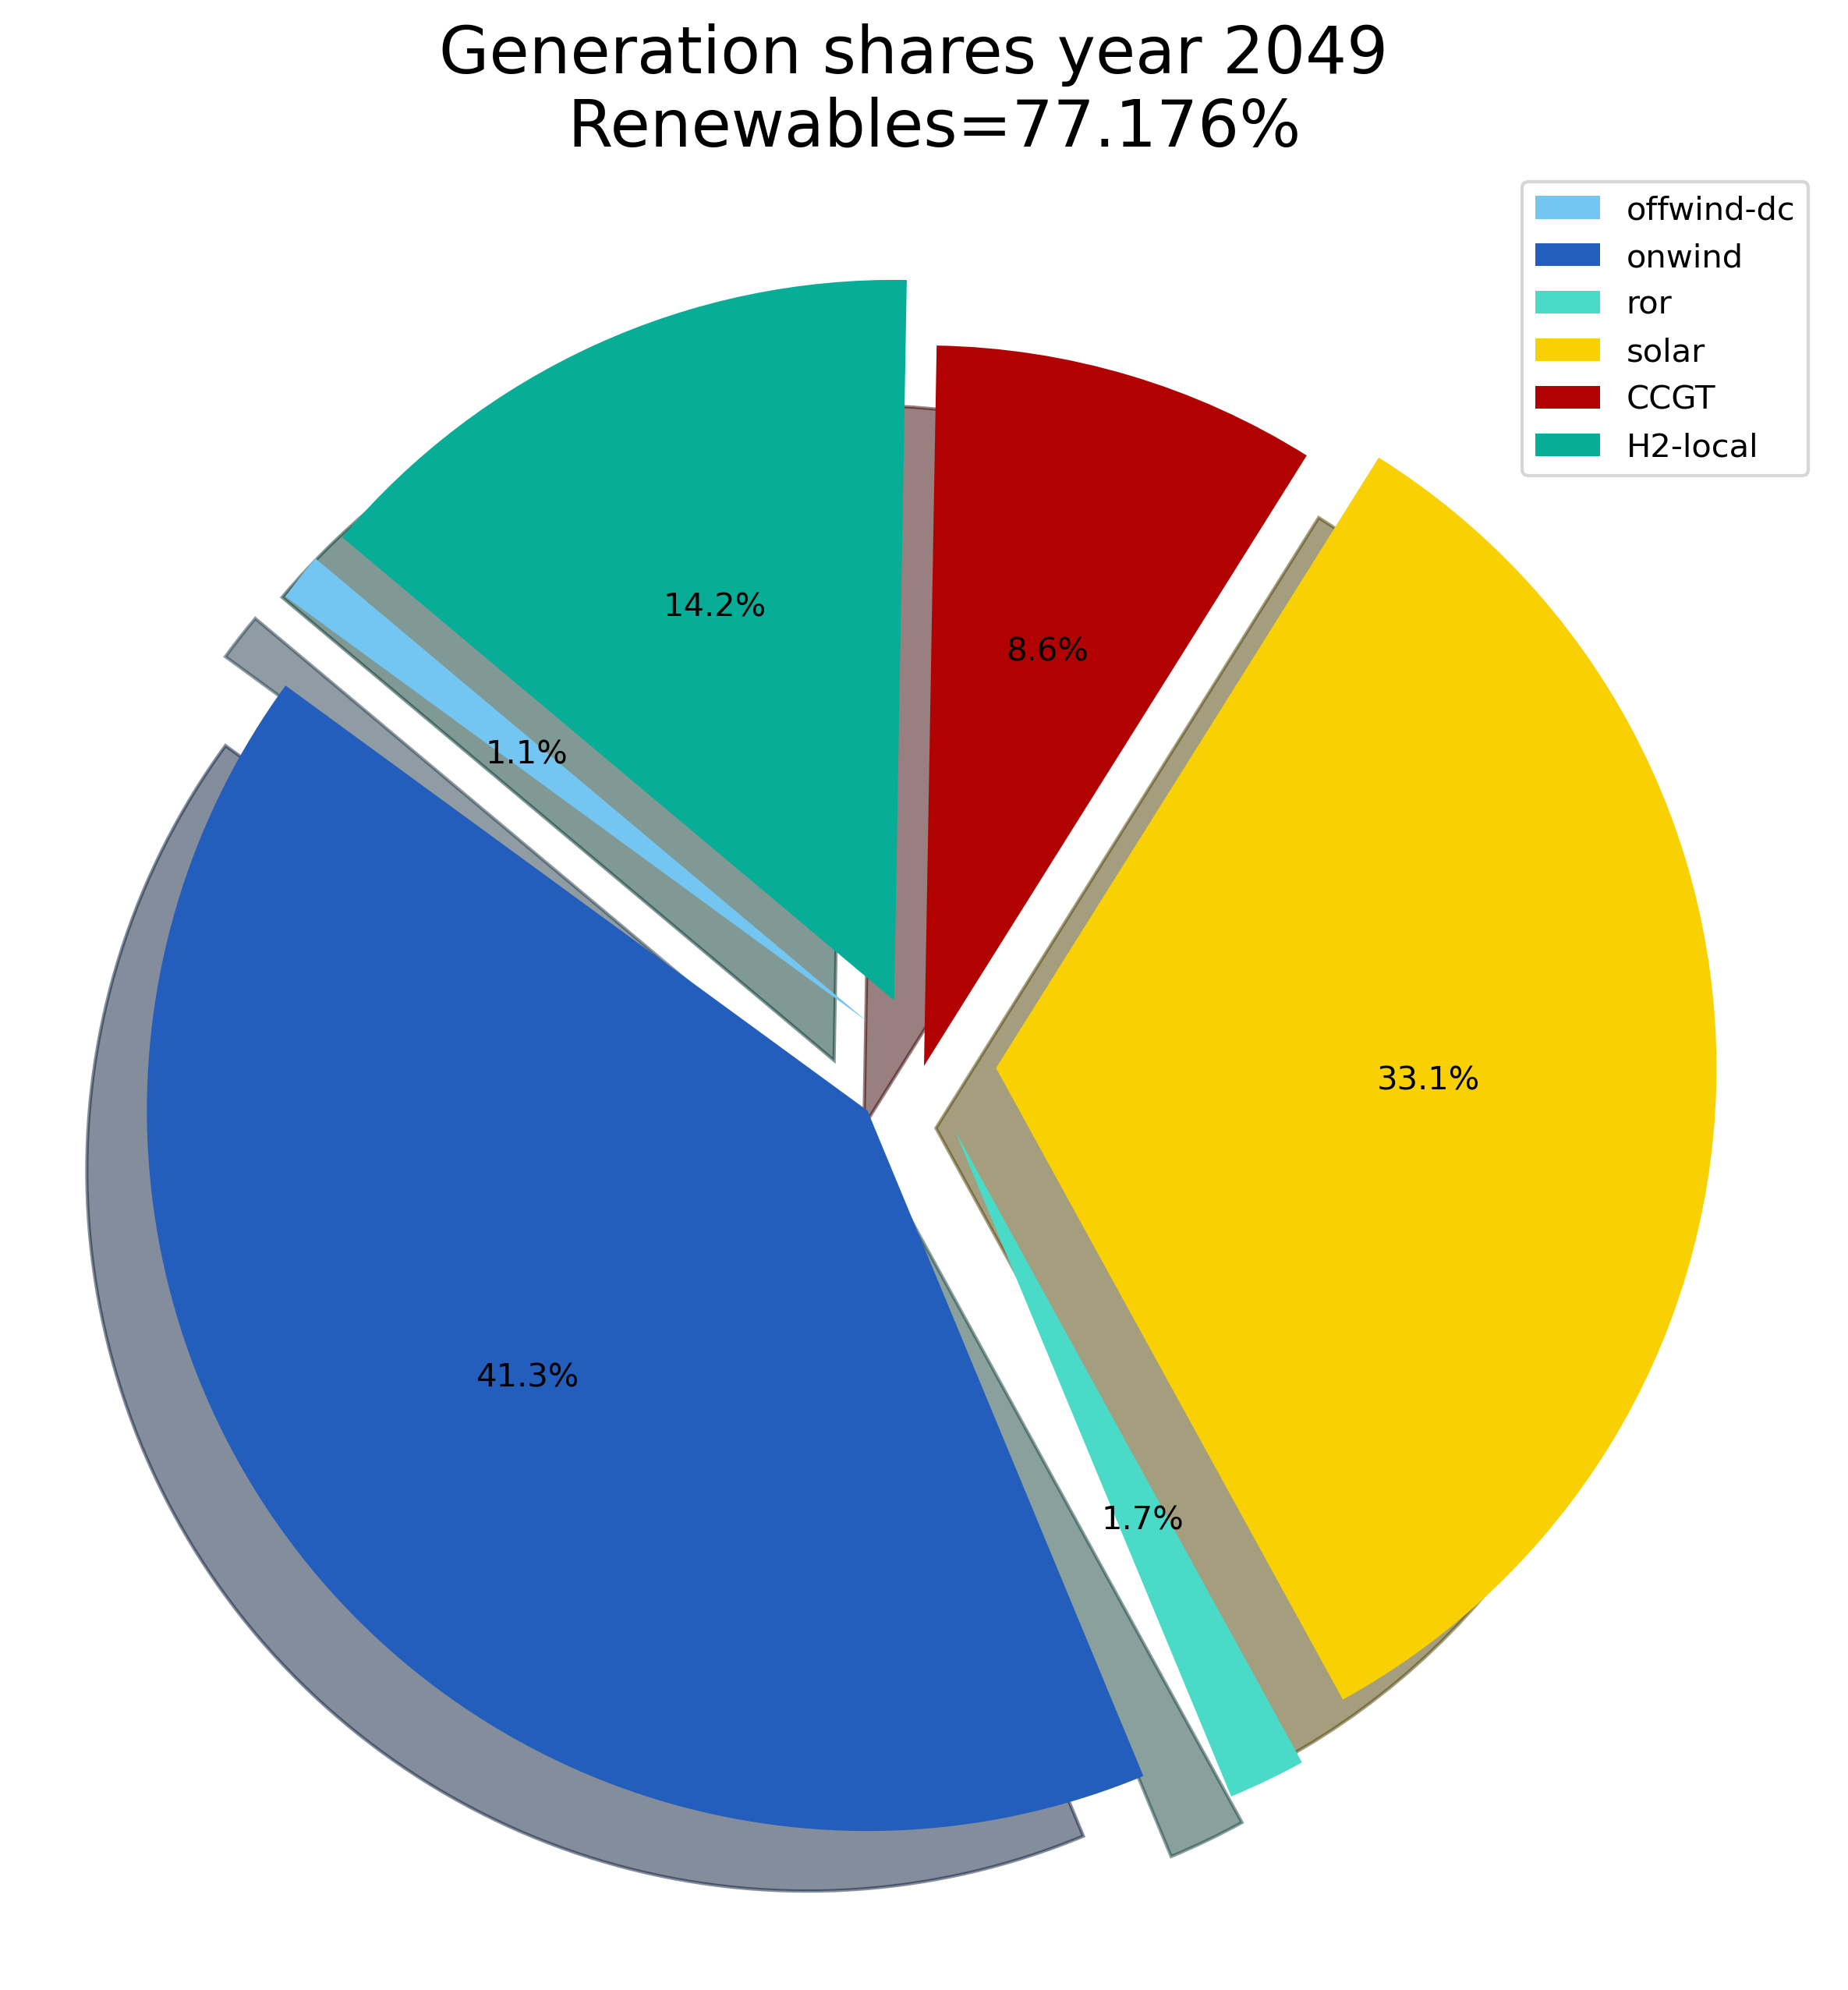 Generation shares year 2049
Renewables=77.176%
offwind-dc
onwind
ror
solar
CCGT
H2-local
14.2%
8.6%
1.1%
33.1%
41.3%
1.7%